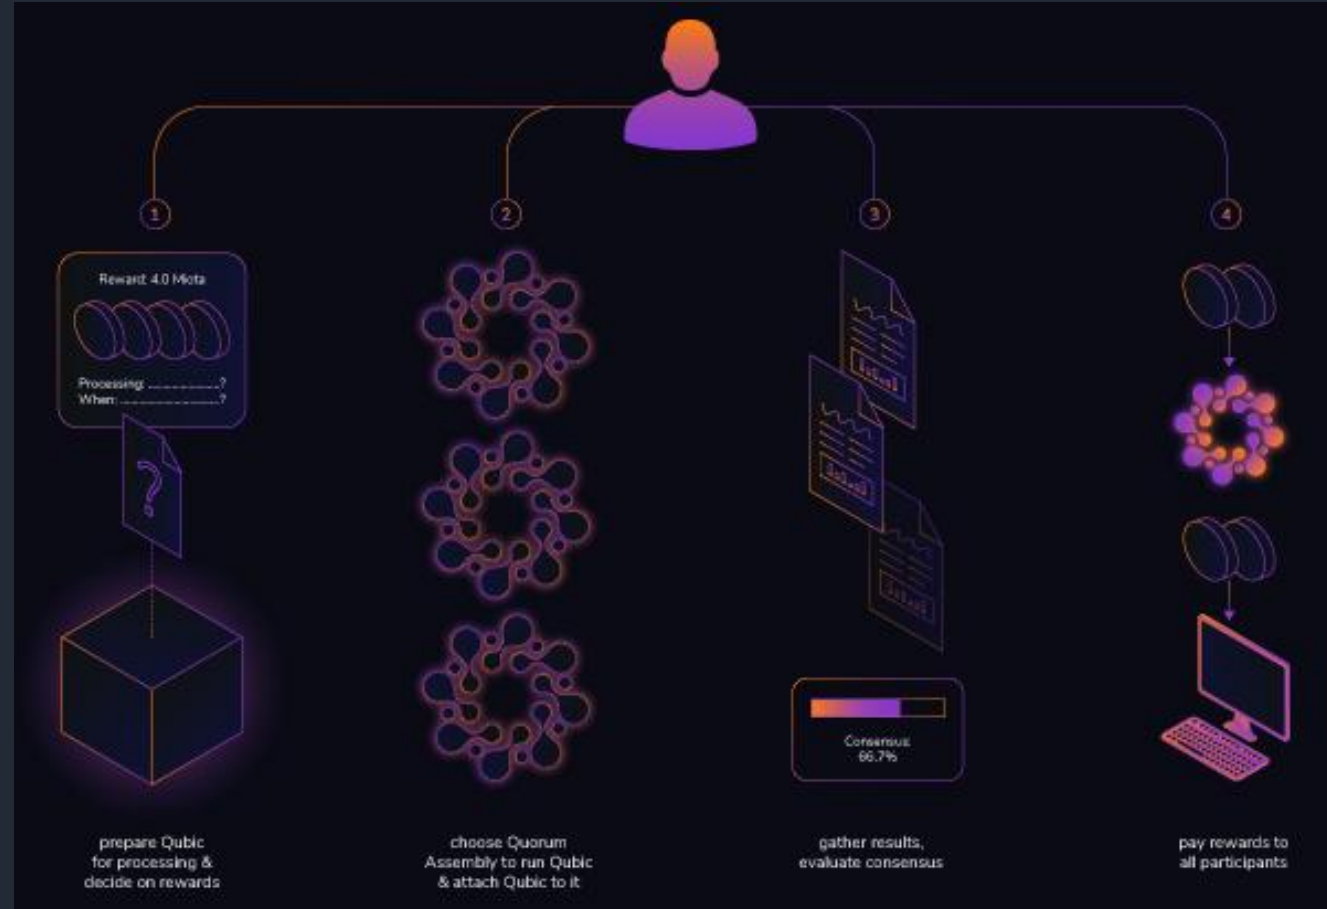 1
2
3
4
Reward: 4.0 Miota
Processing: ....................?
When: ............................?
?
Consensus:
66.7%
prepare Qubic
for processing &
decide on rewards
choose Quorum
Assembly to run Qubic
& attach Qubic to it
gather results,
evaluate consensus
pay rewards to
all participants